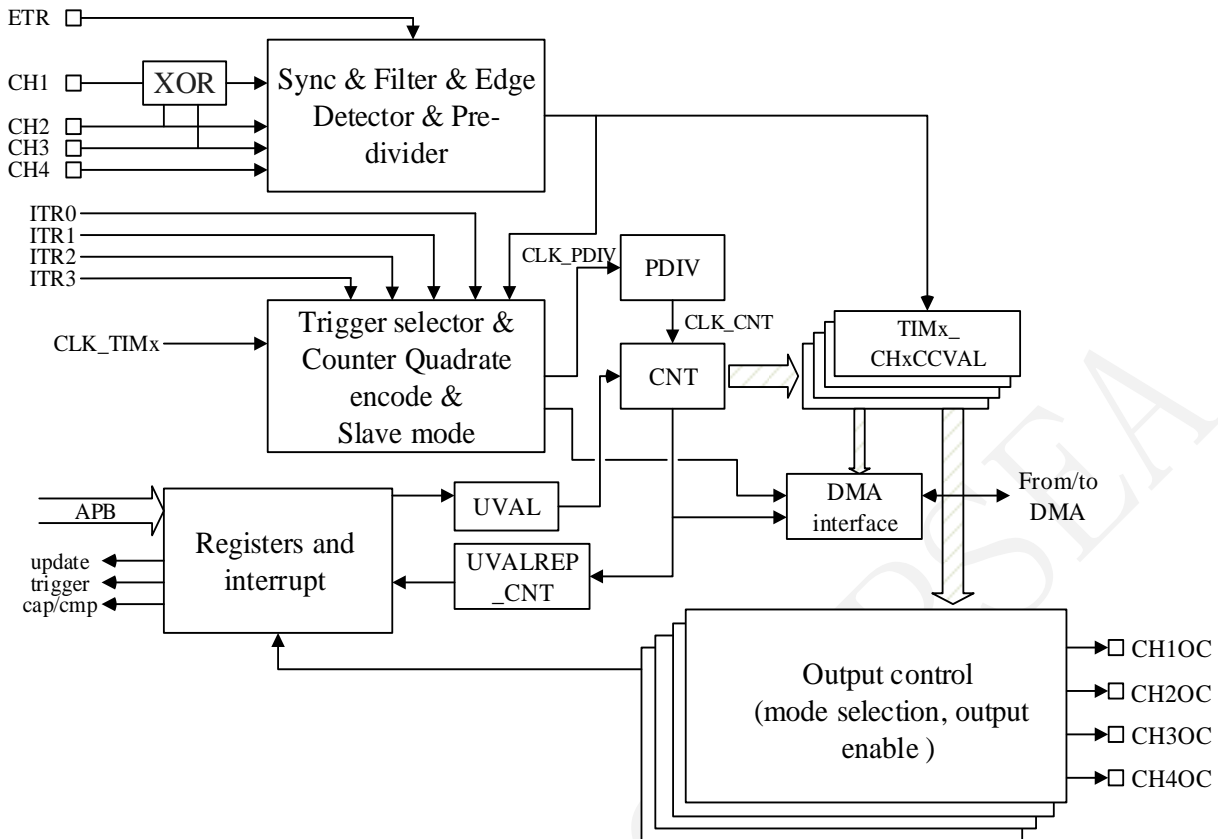 ETR
CH1
XOR
CH2
CH3
CH4
Sync & Filter & Edge
Detector & Pre-
divider
ITR0
ITR1
ITR2
ITR3
CLK_PDIV
PDIV
CLK_CNT
CLK_TIMx
Trigger selector &
Counter Quadrate
encode &
Slave mode
CNT
TIMx_
CHxCCVAL
APB
Registers and
interrupt
UVAL
UVALREP
_CNT
DMA
interface
From/to
DMA
update
trigger
cap/cmp
Output control
(mode selection, output
enable )
CH1OC
CH2OC
CH3OC
CH4OC